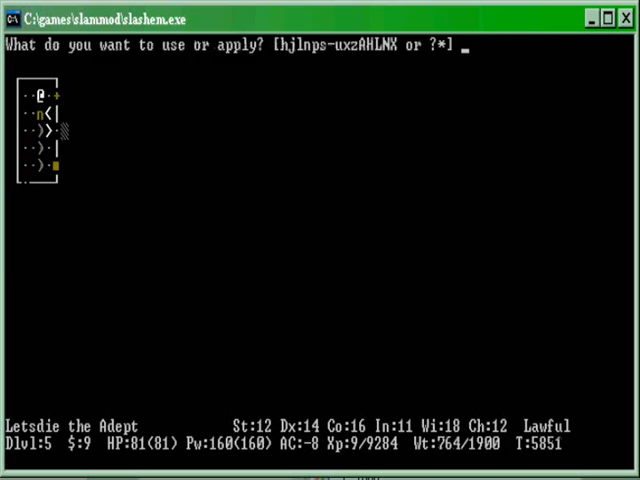 C:\games\slammod\slashem.exe
What do you want to use or apply? [hjlnps-uxzAHLNX or ?*]
··@·+
··n<|
··)>·
··)·|
··)·
Letsdie the Adept St:12 Dx:14 Co:16 In:11 Wi:18 Ch:12 Lawful
Dlvl:5 $:9 HP:81(81) Pw:160(160) AC:-8 Xp:9/9284 Wt:764/1900 T:5851